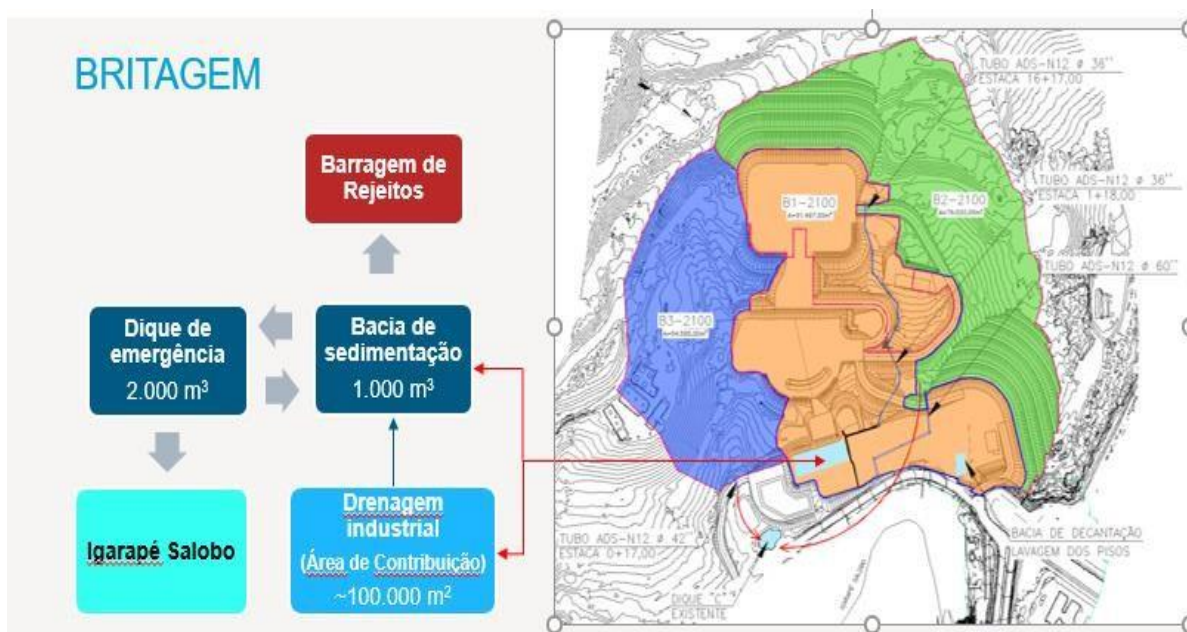 BRITAGEM
Barragem de
Rejeitos
Dique de
emergência
2.000 m³
Bacia de
sedimentação
1.000 m³
Igarapé Salobo
Drenagem
industrial
(Área de Contribuição)
~100.000 m²
TUBO ADS-N12 ø 36''
ESTACA 16+17,00
TUBO ADS-N12 ø 36''
ESTACA 1+18,00
TUBO ADS-N12 ø 60''
B1-2100
B2-2100
B3-2100
TUBO ADS-N12 ø 42''
ESTACA 0+17,00
DIQUE "C"
EXISTENTE
BACIA DE DECANTAÇÃO
LAVAGEM DOS PISOS